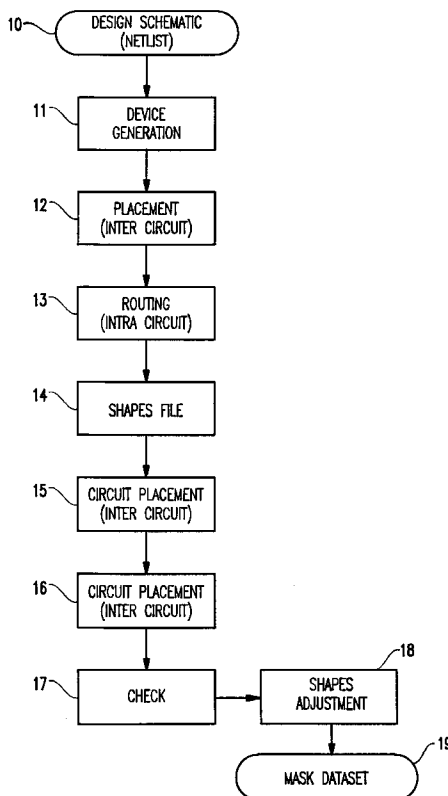 10
DESIGN SCHEMATIC
(NETLIST)
11
DEVICE
GENERATION
12
PLACEMENT
(INTER CIRCUIT)
13
ROUTING
(INTRA CIRCUIT)
14
SHAPES FILE
15
CIRCUIT PLACEMENT
(INTER CIRCUIT)
16
CIRCUIT PLACEMENT
(INTER CIRCUIT)
17
CHECK
18
SHAPES
ADJUSTMENT
19
MASK DATASET